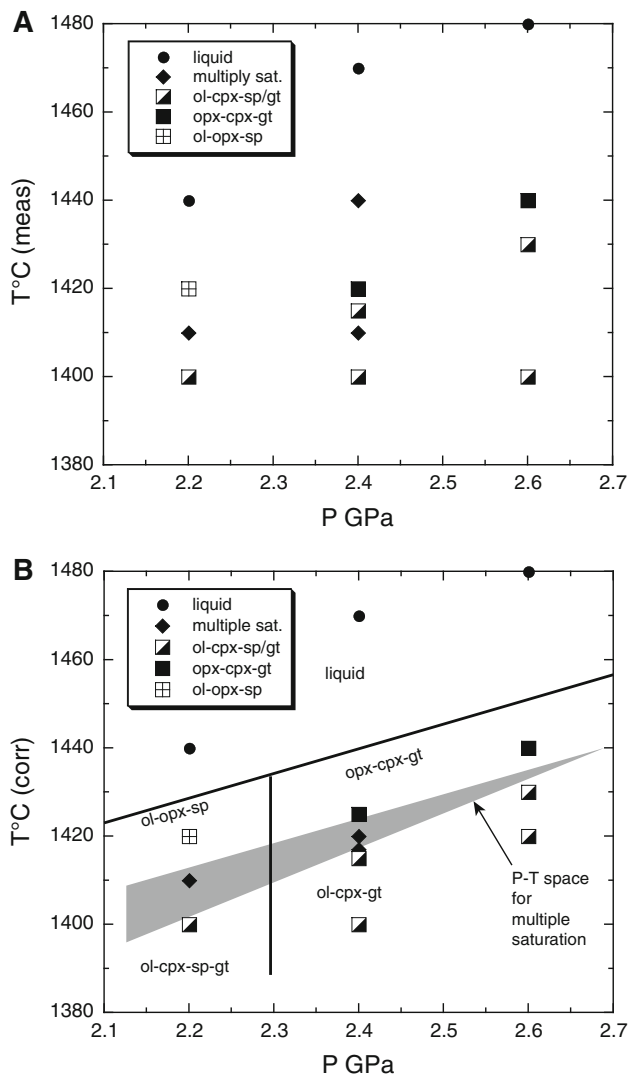 A
1480
1460
1440
1420
1400
1380
T°C (meas)
liquid
multiply sat.
ol-cpx-sp/gt
opx-cpx-gt
ol-opx-sp
2.1 2.2 2.3 2.4 2.5 2.6 2.7
P GPa
B
1480
1460
1440
1420
1400
1380
T°C (corr)
liquid
multiple sat.
ol-cpx-sp/gt
opx-cpx-gt
ol-opx-sp
liquid
opx-cpx-gt
ol-opx-sp
ol-cpx-gt
P-T space
for
multiple
saturation
ol-cpx-sp-gt
2.1 2.2 2.3 2.4 2.5 2.6 2.7
P GPa